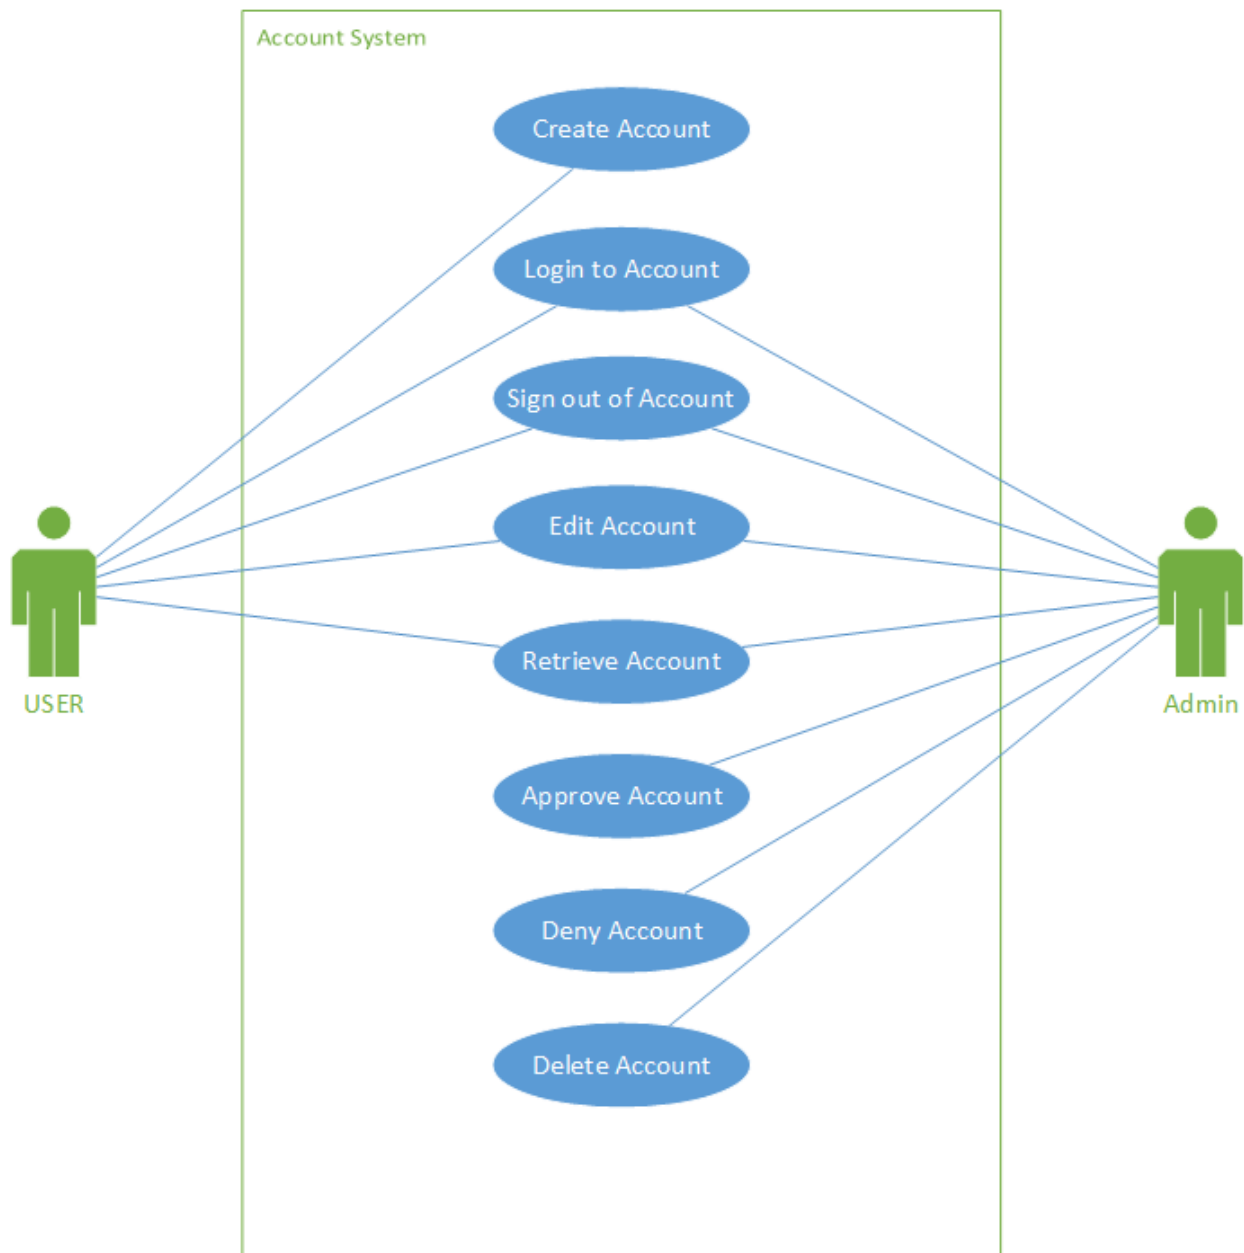 Account System
Create Account
Login to Account
Sign out of Account
Edit Account
Retrieve Account
USER
Admin
Approve Account
Deny Account
Delete Account